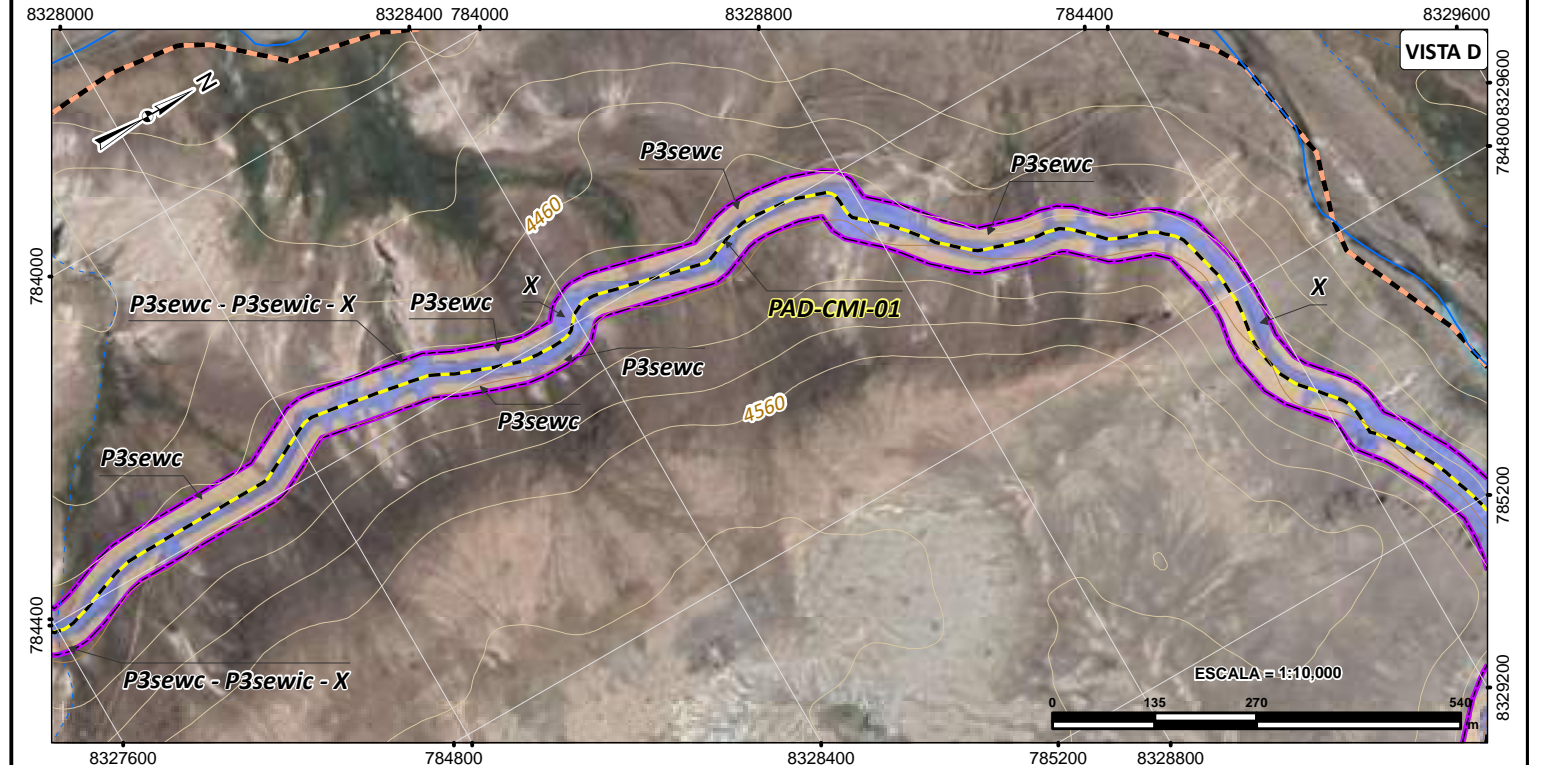 8328000
8328400
784000
8328800
784400
8329600
VISTA D
8329600
784800
N
P3sewc
P3sewc
4460
784000
X
P3sewc - P3sewic - X
P3sewc
PAD-CMI-01
X
P3sewc
4560
P3sewc
P3sewc
785200
784400
P3sewc - P3sewic - X
ESCALA = 1:10,000
8329200
0 135 270 540
m
8327600
784800
8328400
785200
8328800